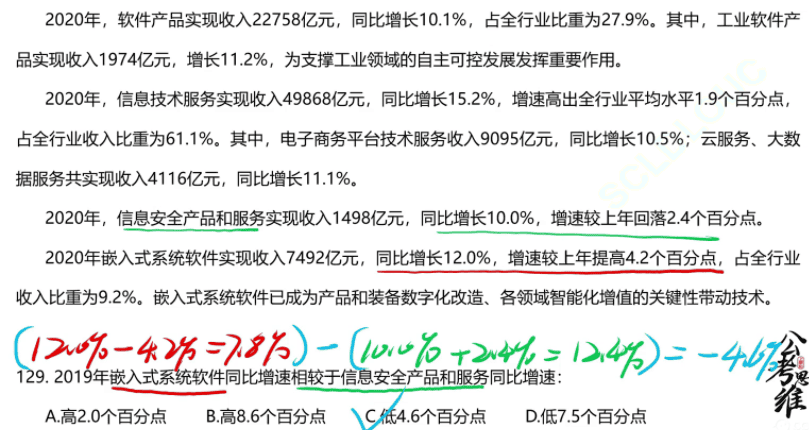 2020年，软件产品实现收入22758亿元，同比增长10.1%，占全行业比重为27.9%。其中，工业软件产
品实现收入1974亿元，增长11.2%，为支撑工业领域的自主可控发展发挥重要作用。
2020年，信息技术服务实现收入49868亿元，同比增长15.2%，增速高出全行业平均水平1.9个百分点，
占全行业收入比重为61.1%。其中，电子商务平台技术服务收入9095亿元，同比增长10.5%；云服务、大数
据服务共实现收入4116亿元，同比增长11.1%。
2020年，信息安全产品和服务实现收入1498亿元，同比增长10.0%，增速较上年回落2.4个百分点。
2020年嵌入式系统软件实现收入7492亿元，同比增长12.0%，增速较上年提高4.2个百分点，占全行业
收入比重为9.2%。嵌入式系统软件已成为产品和装备数字化改造、各领域智能化增值的关键性带动技术。
(12.0%-4.2%=7.8%)-(10.0%+2.4%=12.4%)=-4.6%
129. 2019年嵌入式系统软件同比增速相较于信息安全产品和服务同比增速：
A.高2.0个百分点 B.高8.6个百分点 C.低4.6个百分点 D.低7.5个百分点
公考思维